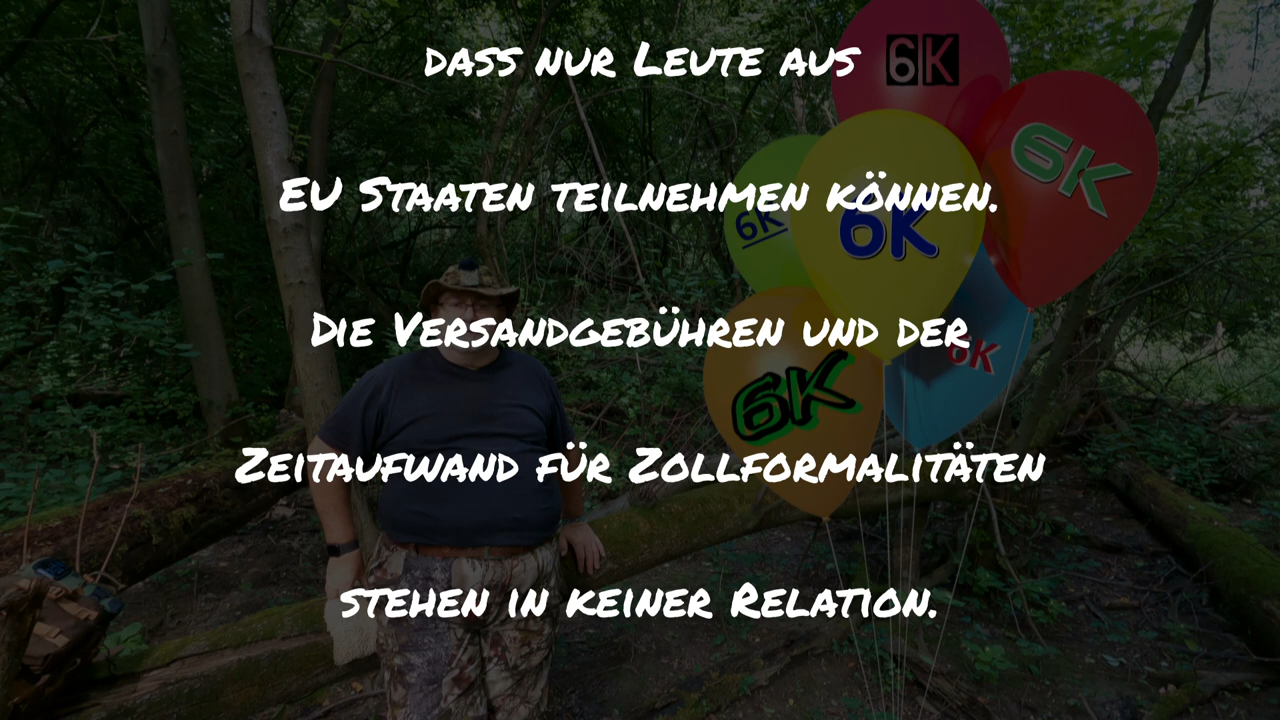 dass nur Leute aus
6K
6K
EU Staaten teilnehmen können.
6K
6K
Die Versandgebühren und der
6K
6K
Zeitaufwand für Zollformalitäten
stehen in keiner Relation.